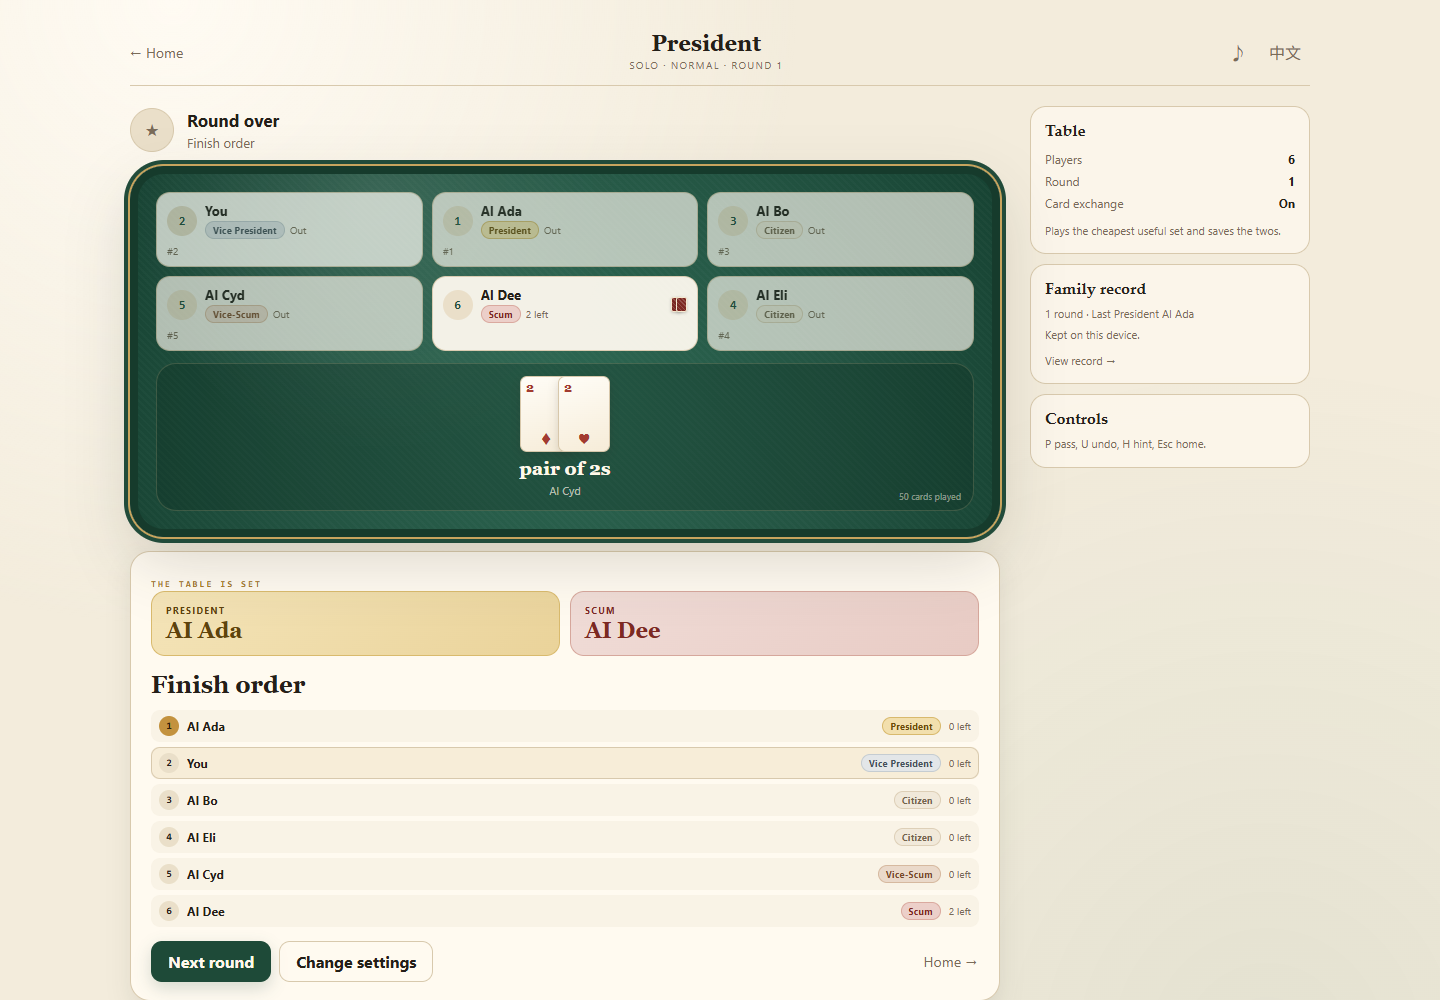 ← Home
President
SOLO · NORMAL · ROUND 1
♪
中文
★
Round over
Finish order
2
You
Vice President
Out
#2
1
AI Ada
President
Out
#1
3
AI Bo
Citizen
Out
#3
5
AI Cyd
Vice-Scum
Out
#5
6
AI Dee
Scum
2 left
4
AI Eli
Citizen
Out
#4
2 ♦
2 ♥
pair of 2s
AI Cyd
50 cards played
THE TABLE IS SET
PRESIDENT
AI Ada
SCUM
AI Dee
Finish order
1 AI Ada President 0 left
2 You Vice President 0 left
3 AI Bo Citizen 0 left
4 AI Eli Citizen 0 left
5 AI Cyd Vice-Scum 0 left
6 AI Dee Scum 2 left
Next round
Change settings
Home →
Table
Players 6
Round 1
Card exchange On
Plays the cheapest useful set and saves the twos.
Family record
1 round · Last President AI Ada
Kept on this device.
View record →
Controls
P pass, U undo, H hint, Esc home.